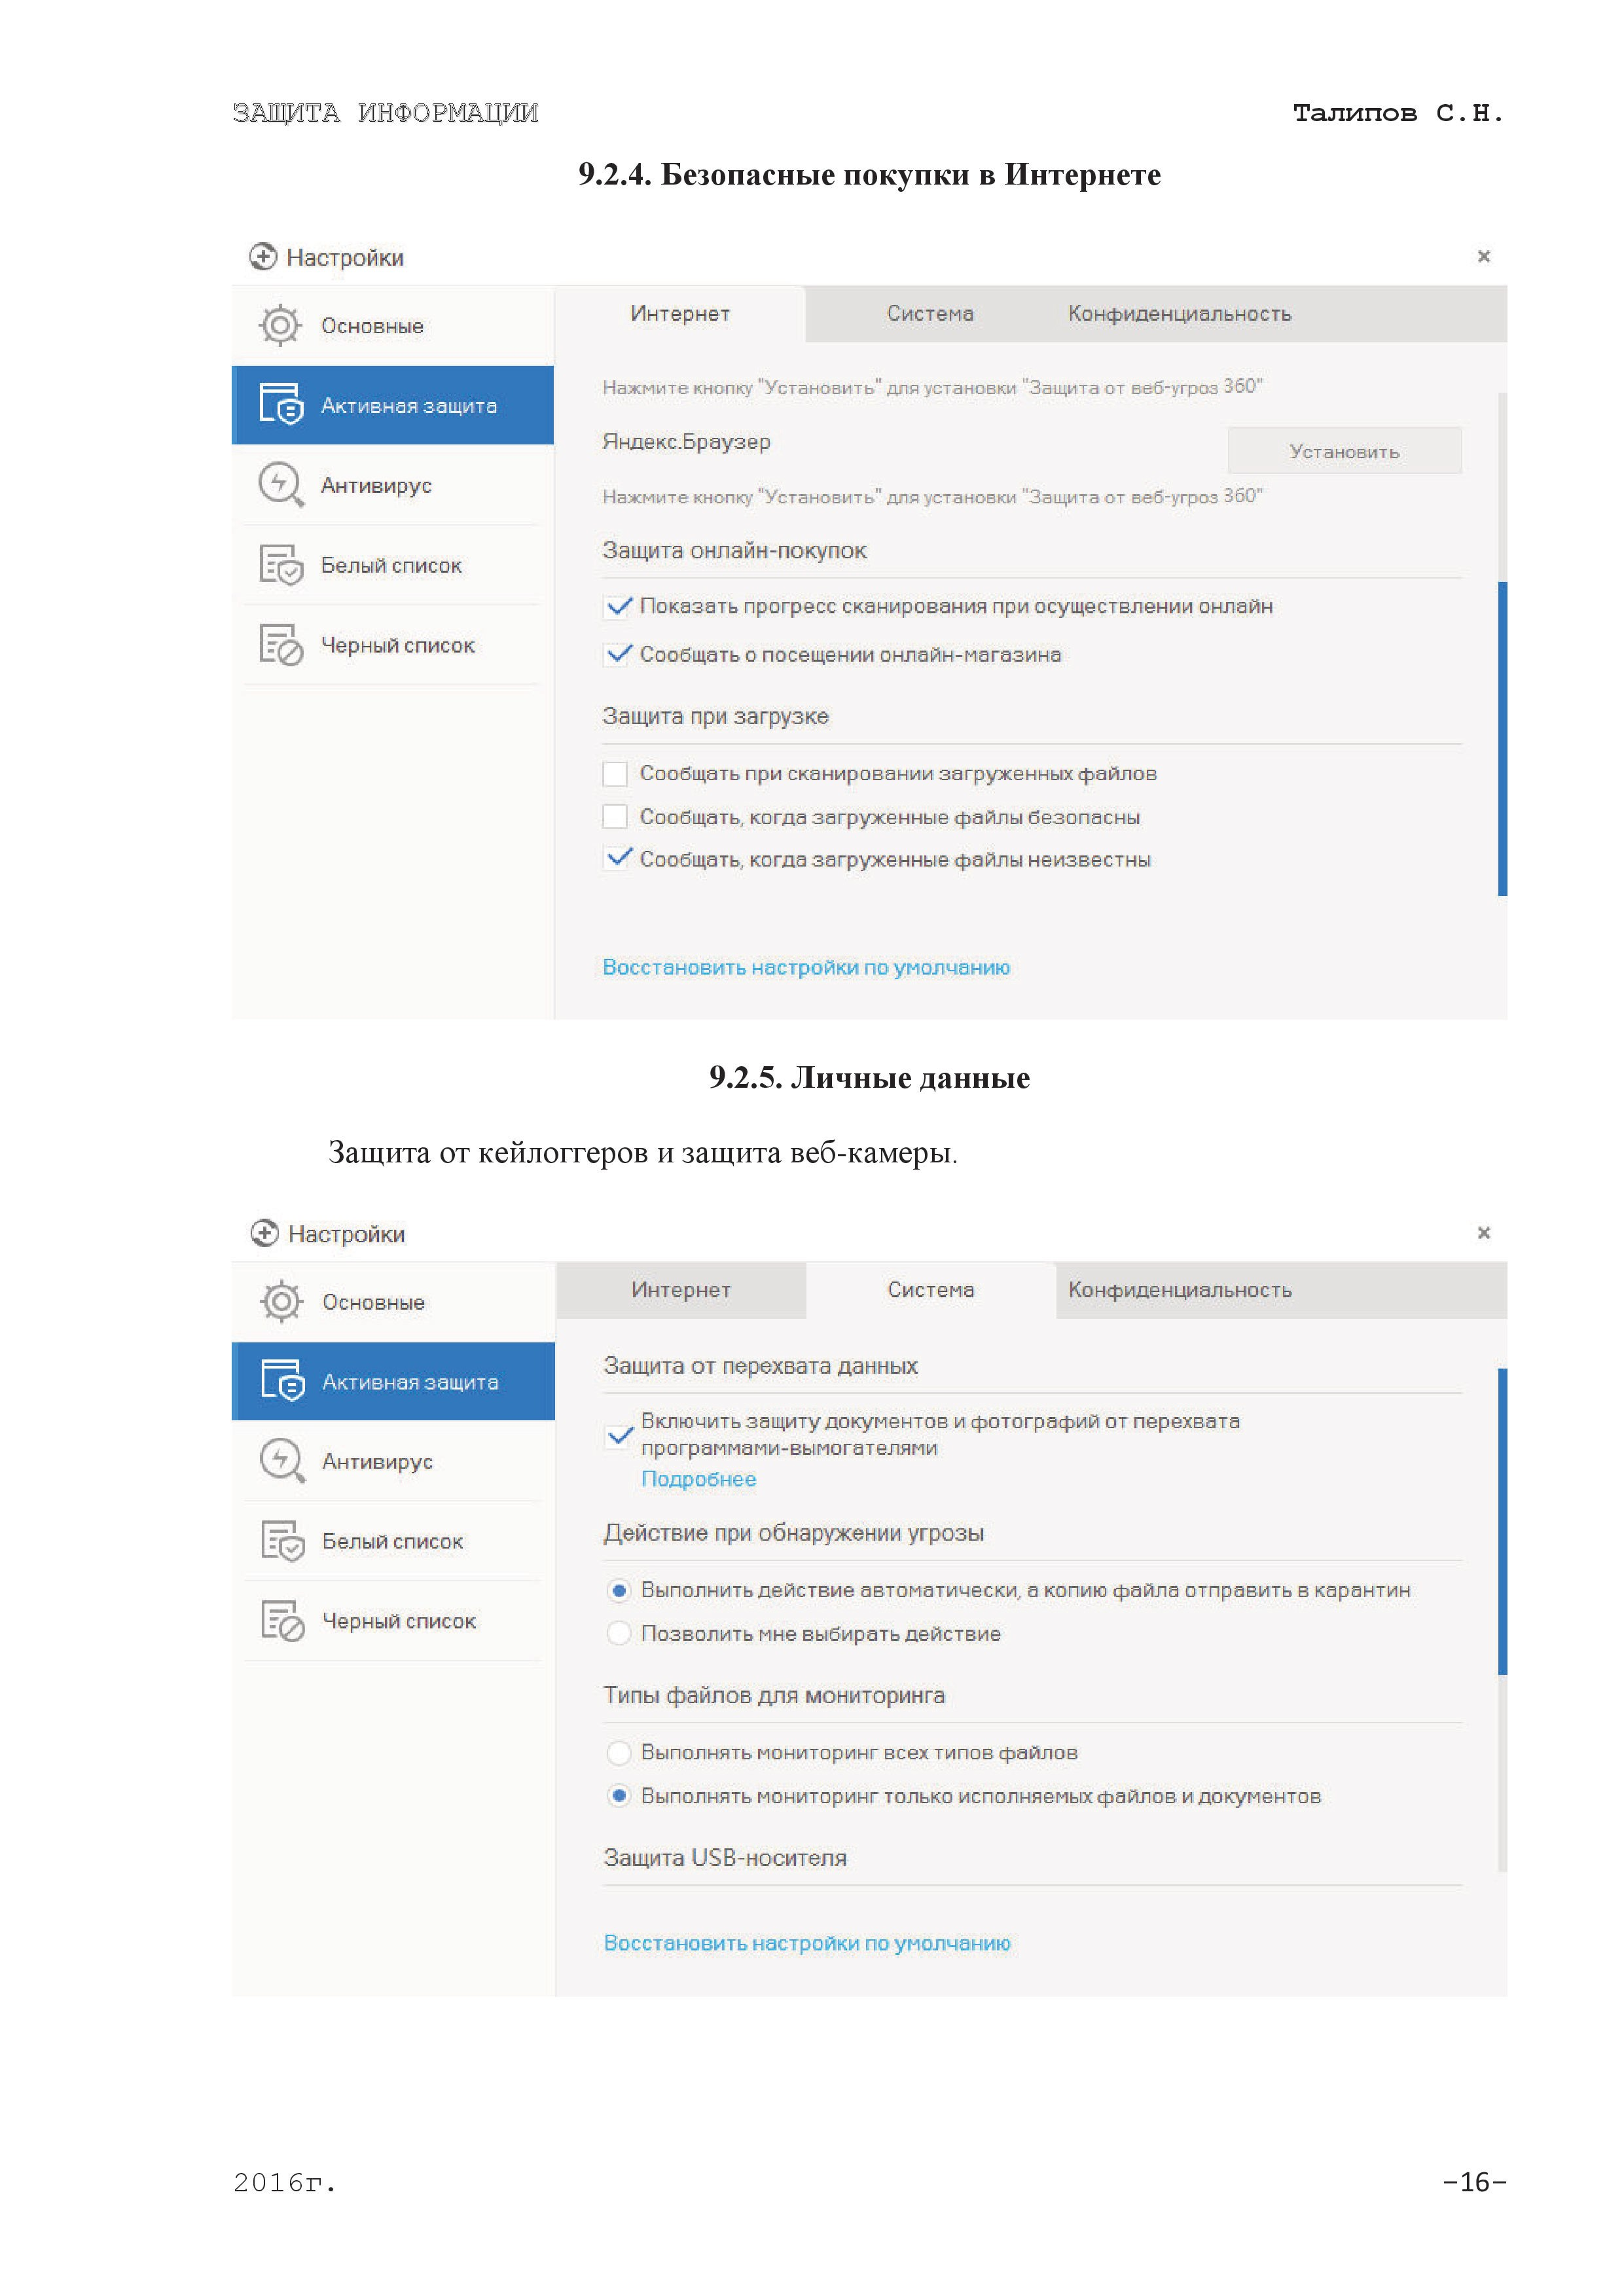 ЗАЩИТА ИНФОРМАЦИИ
Талипов С.Н.
9.2.4. Безопасные покупки в Интернете
Настройки
Основные
Активная защита
Антивирус
Белый список
Черный список
Интернет
Система
Конфиденциальность
Нажмите кнопку "Установить" для установки "Защита от веб-угроз 360"
Яндекс.Браузер
Установить
Нажмите кнопку "Установить" для установки "Защита от веб-угроз 360"
Защита онлайн-покупок
Показать прогресс сканирования при осуществлении онлайн
Сообщать о посещении онлайн-магазина
Защита при загрузке
Сообщать при сканировании загруженных файлов
Сообщать, когда загруженные файлы безопасны
Сообщать, когда загруженные файлы неизвестны
Восстановить настройки по умолчанию
9.2.5. Личные данные
Защита от кейлоггеров и защита веб-камеры.
Настройки
Основные
Активная защита
Антивирус
Белый список
Черный список
Интернет
Система
Конфиденциальность
Защита от перехвата данных
Включить защиту документов и фотографий от перехвата
программами-вымогателями
Подробнее
Действие при обнаружении угрозы
Выполнить действие автоматически, а копию файла отправить в карантин
Позволить мне выбирать действие
Типы файлов для мониторинга
Выполнять мониторинг всех типов файлов
Выполнять мониторинг только исполняемых файлов и документов
Защита USB-носителя
Восстановить настройки по умолчанию
2016г.
-16-